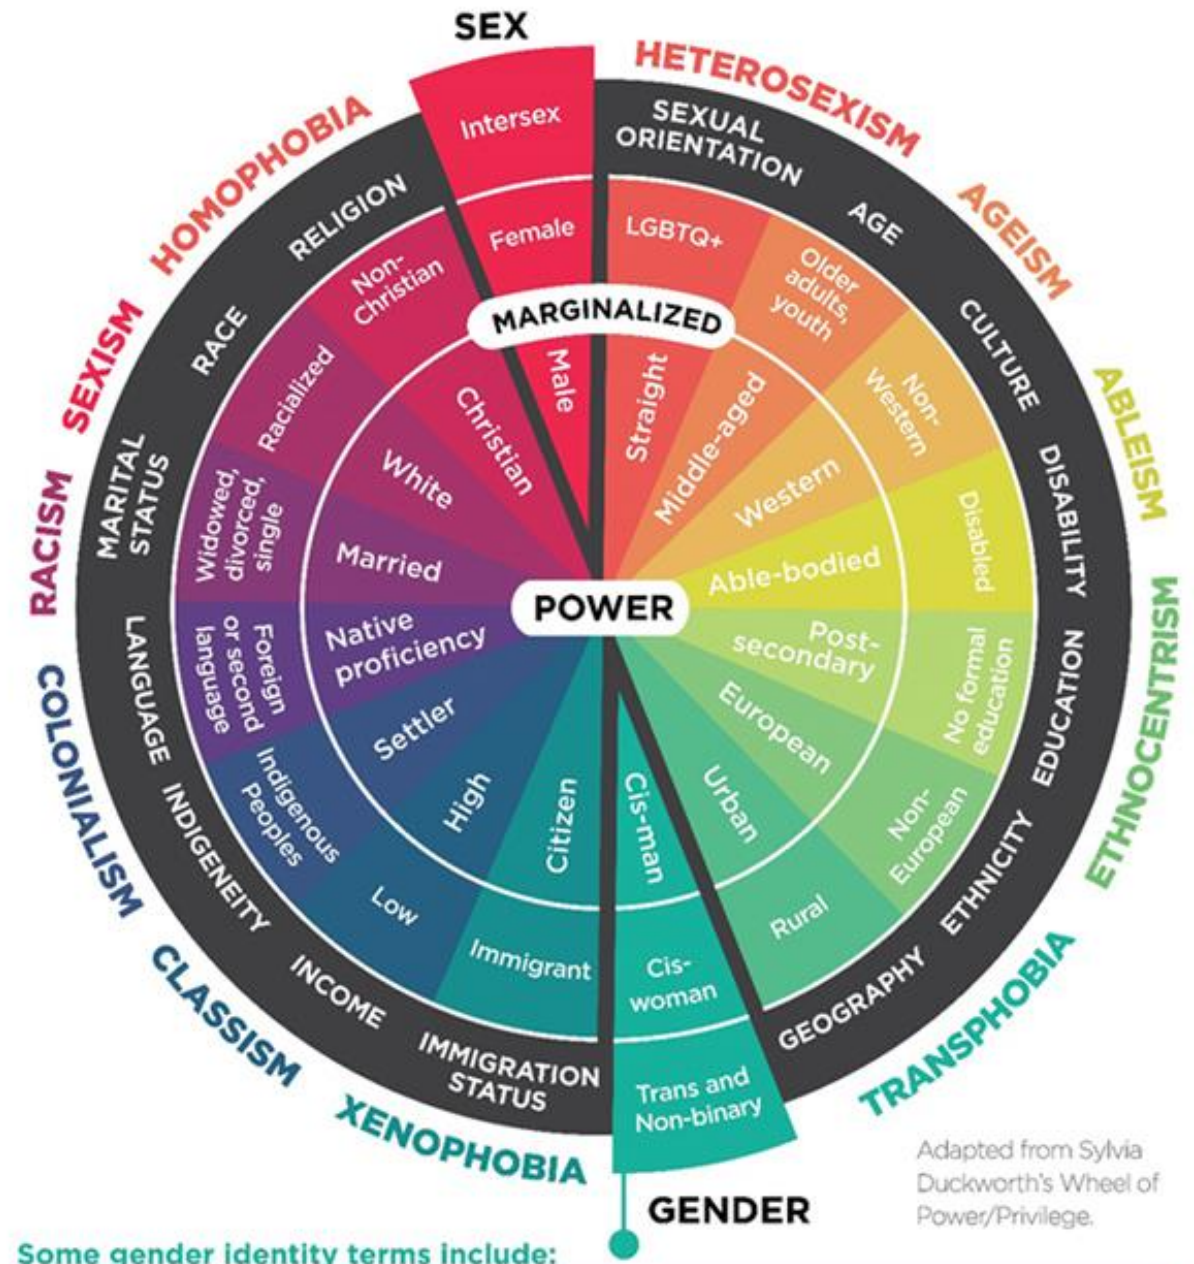 SEX
HETEROSEXISM
AGEISM
ABLEISM
ETHNOCENTRISM
TRANSPHOBIA
GENDER
XENOPHOBIA
CLASSISM
COLONIALISM
RACISM
SEXISM
HOMOPHOBIA
SEXUAL
ORIENTATION
AGE
CULTURE
DISABILITY
EDUCATION
ETHNICITY
GEOGRAPHY
IMMIGRATION
STATUS
INCOME
INDIGENEITY
LANGUAGE
MARITAL
STATUS
RACE
RELIGION
Intersex
Female
LGBTQ+
Older
adults,
youth
Non-
Western
Disabled
No formal
education
Non-
European
Rural
Cis-
woman
Trans and
Non-binary
Immigrant
Low
Indigenous
Peoples
Foreign
or second
language
Widowed,
divorced,
single
Racialized
Non-
Christian
MARGINALIZED
Male
Straight
Middle-aged
Western
Able-bodied
Post-
secondary
European
Urban
Cis-man
Citizen
High
Settler
Native
proficiency
Married
White
Christian
POWER
Adapted from Sylvia
Duckworth's Wheel of
Power/Privilege.
Some gender identity terms include: